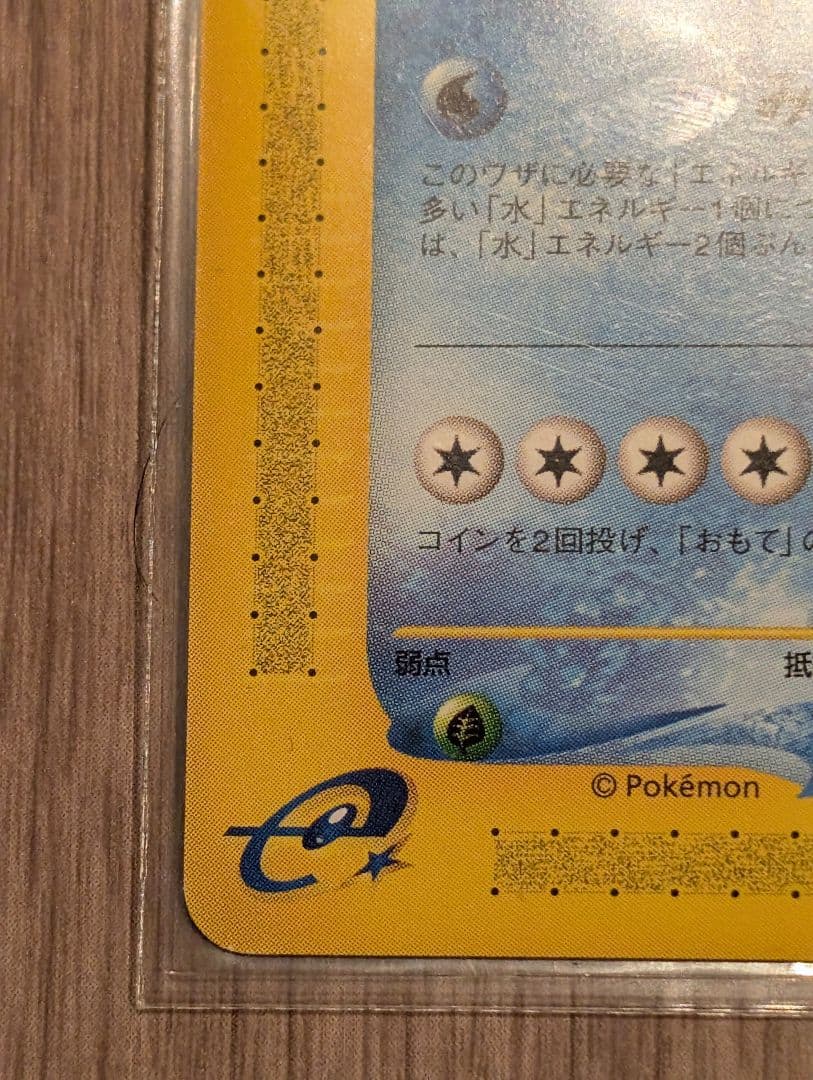 このワザに必要な「エネルギ
多い「水」エネルギー1個につ
は、「水」エネルギー2個ぶん
コインを2回投げ、「おもて」の
弱点
抵
© Pokémon
e